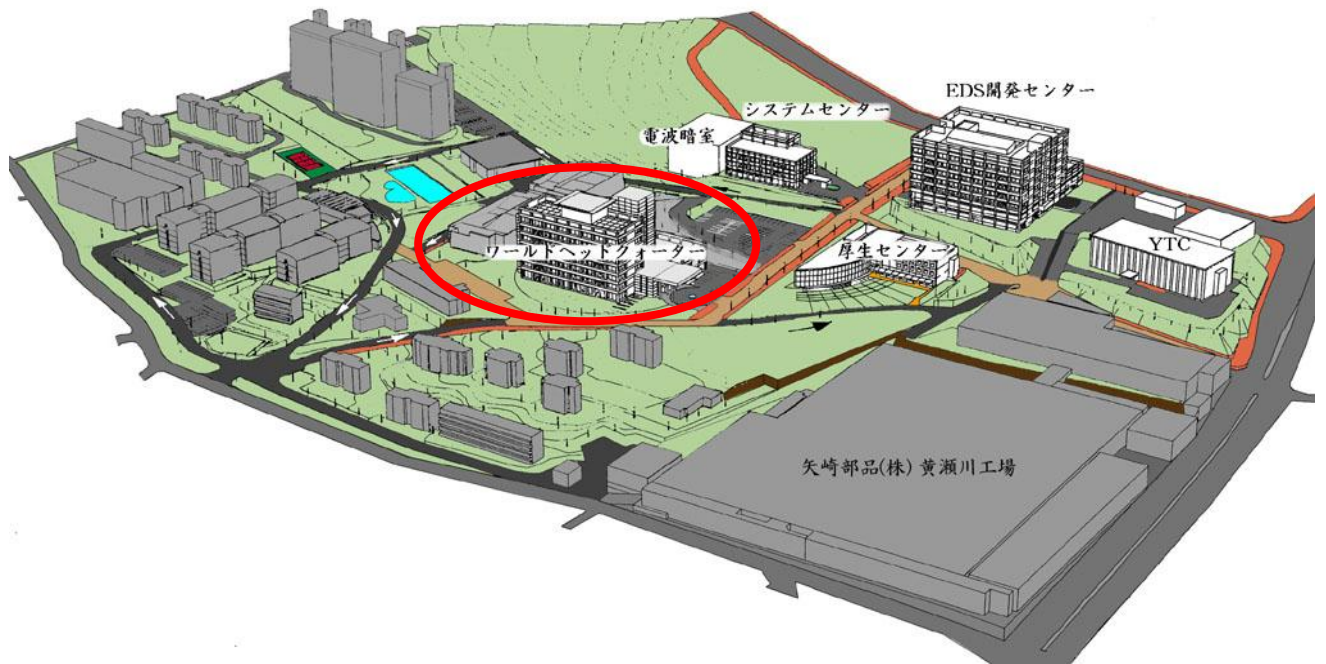 EDS開発センター
システムセンター
電波暗室
ワールドヘッドクォーター
厚生センター
YTC
矢崎部品(株) 黄瀬川工場